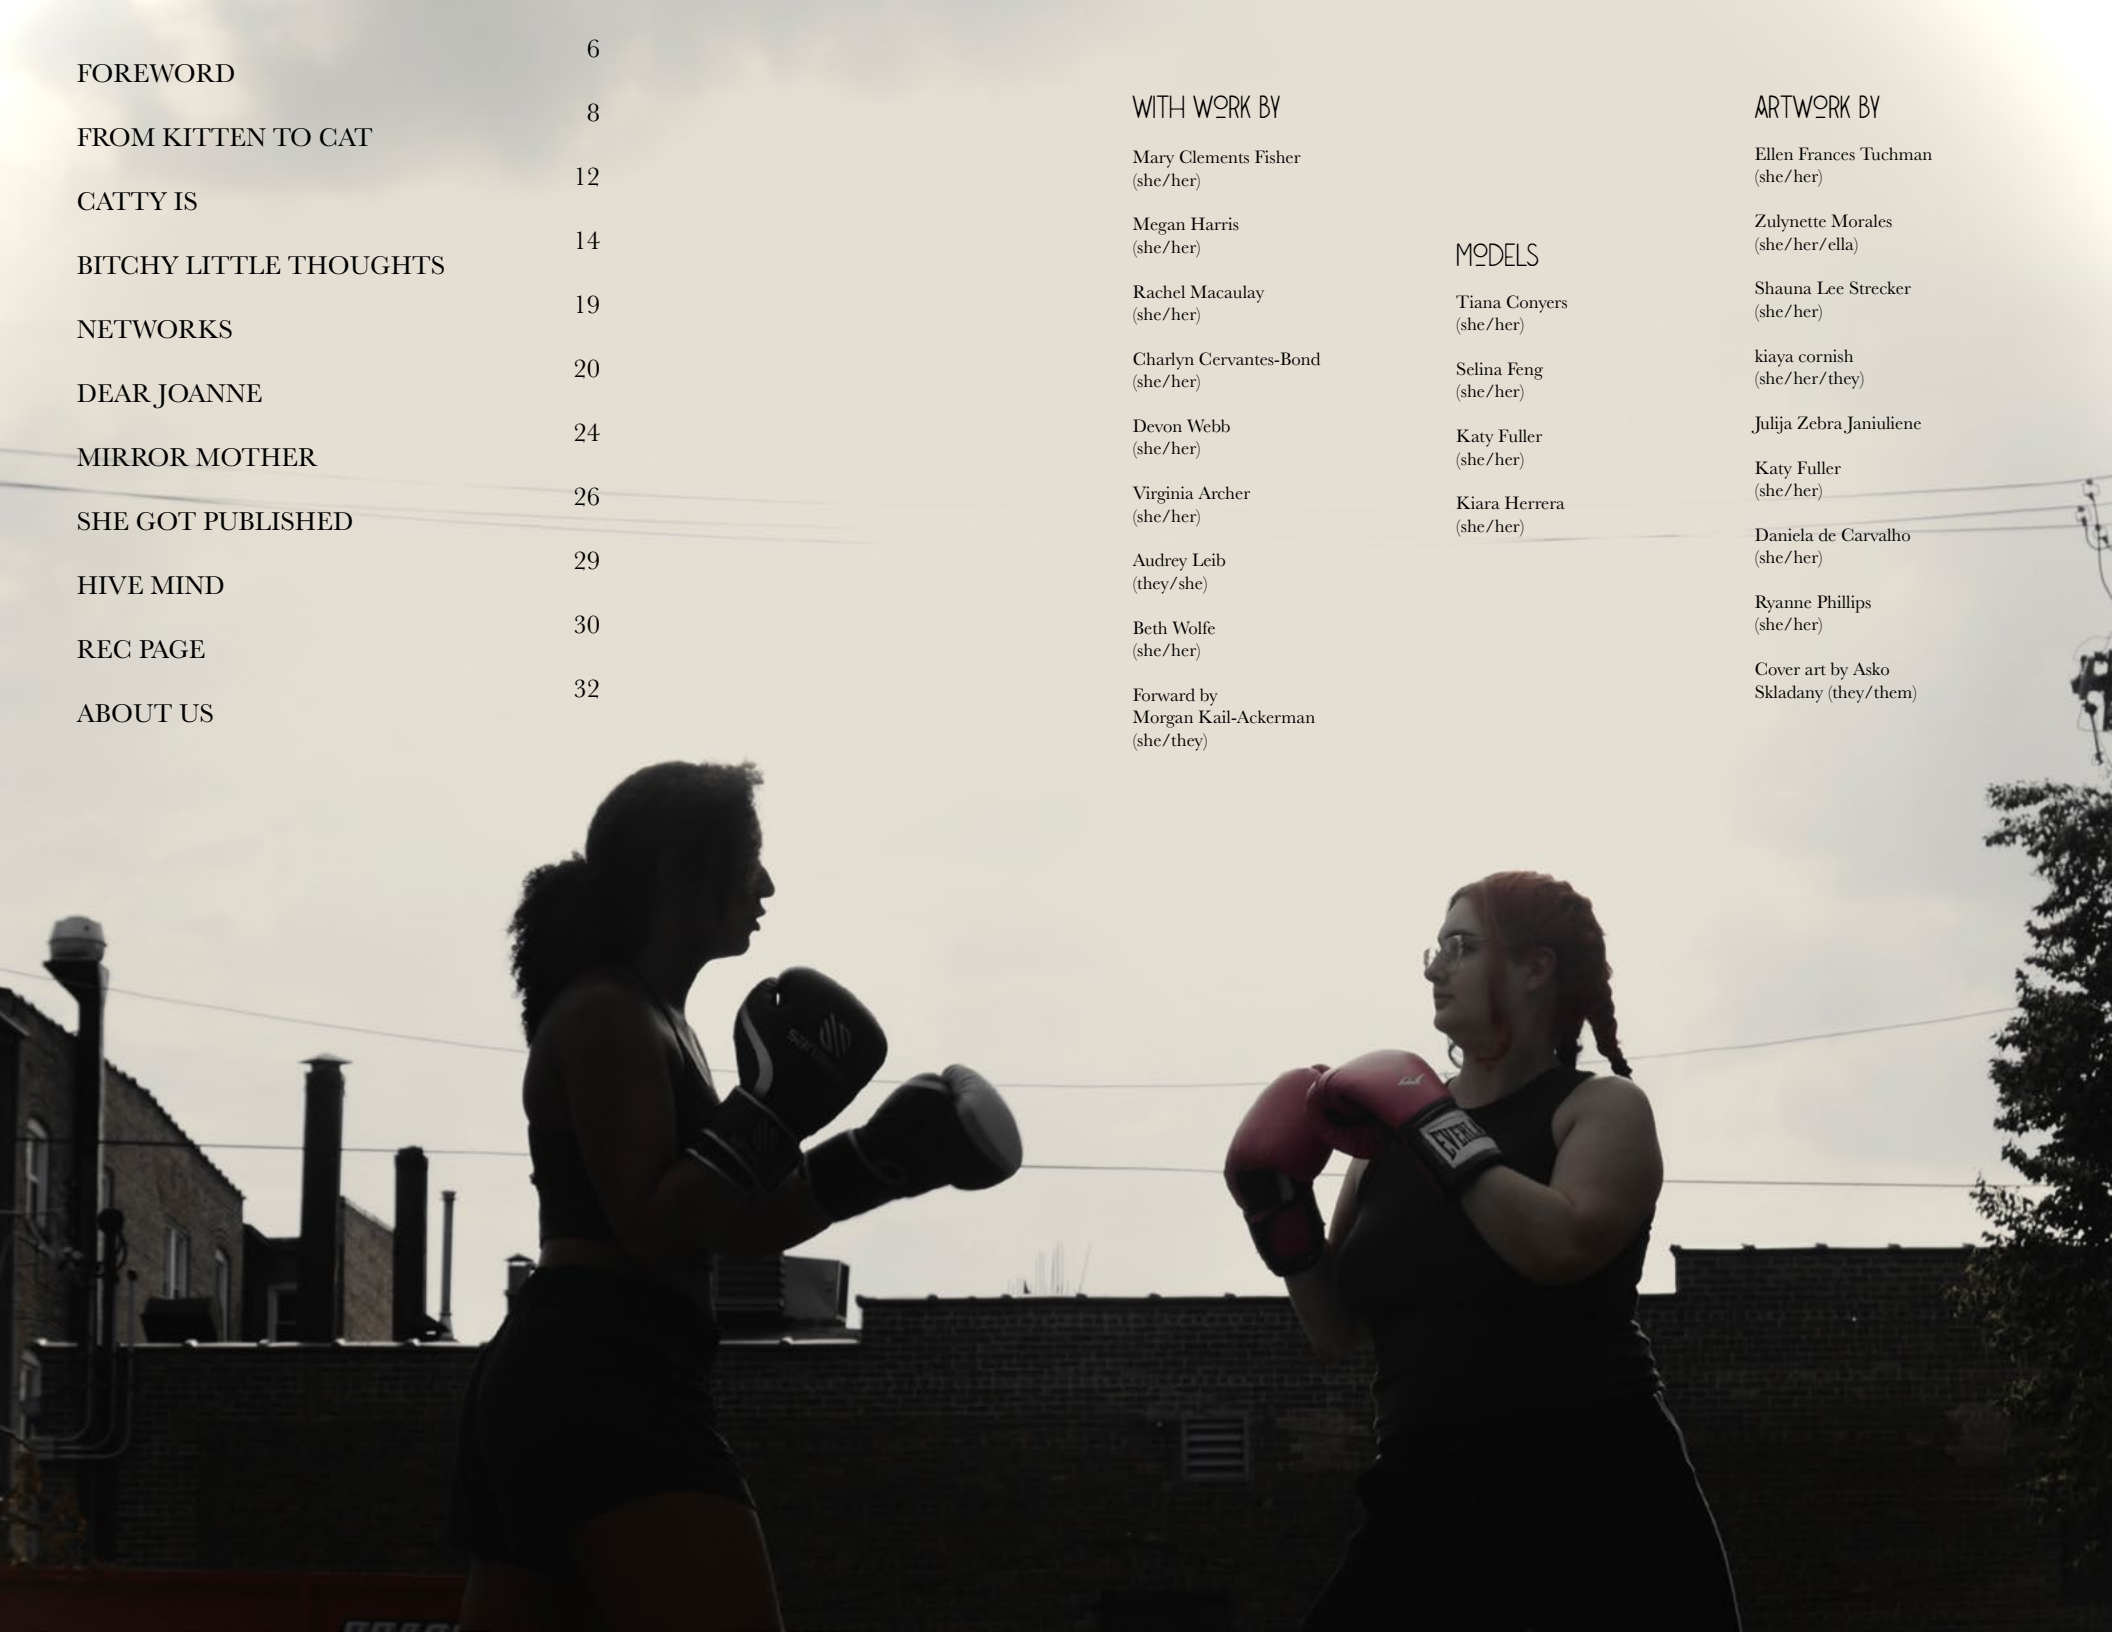 6
FOREWORD
8
FROM KITTEN TO CAT
12
CATTY IS
14
BITCHY LITTLE THOUGHTS
19
NETWORKS
20
DEAR JOANNE
24
MIRROR MOTHER
26
SHE GOT PUBLISHED
29
HIVE MIND
30
REC PAGE
32
ABOUT US
WITH WORK BY
Mary Clements Fisher
(she/her)
Megan Harris
(she/her)
Rachel Macaulay
(she/her)
Charlyn Cervantes-Bond
(she/her)
Devon Webb
(she/her)
Virginia Archer
(she/her)
Audrey Leib
(they/she)
Beth Wolfe
(she/her)
Forward by
Morgan Kail-Ackerman
(she/they)
MODELS
Tiana Conyers
(she/her)
Selina Feng
(she/her)
Katy Fuller
(she/her)
Kiara Herrera
(she/her)
ARTWORK BY
Ellen Frances Tuchman
(she/her)
Zulynette Morales
(she/her/ella)
Shauna Lee Strecker
(she/her)
kiaya cornish
(she/her/they)
Julija Zebra Janiuliene
Katy Fuller
(she/her)
Daniela de Carvalho
(she/her)
Ryanne Phillips
(she/her)
Cover art by Asko
Skladany (they/them)